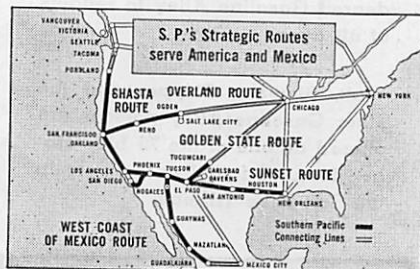 S. P.'s Strategic Routes
serve America and Mexico
VANCOUVER
VICTORIA
SEATTLE
TACOMA
PORTLAND
SHASTA
ROUTE
OVERLAND ROUTE
OGDEN
SALT LAKE CITY
RENO
CHICAGO
NEW YORK
SAN FRANCISCO
OAKLAND
GOLDEN STATE ROUTE
TUCUMCARI
CARLSBAD
CAVERNS
SUNSET ROUTE
LOS ANGELES
SAN DIEGO
PHOENIX
TUCSON
NOGALES
EL PASO
SAN ANTONIO
HOUSTON
NEW ORLEANS
WEST COAST
OF MEXICO ROUTE
GUAYMAS
MAZATLAN
GUADALAJARA
MEXICO CITY
Southern Pacific
Connecting Lines